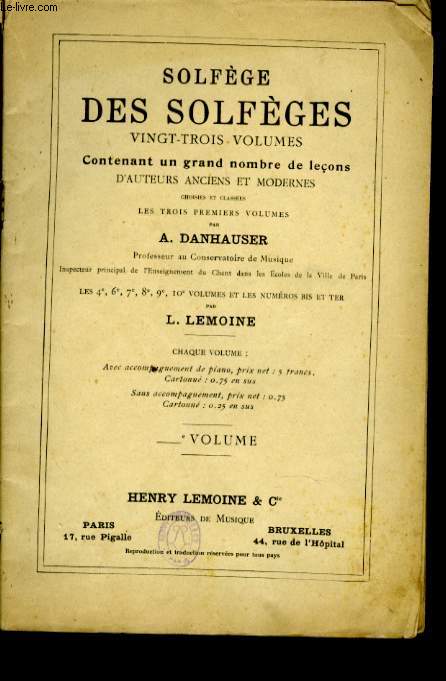 Le-livre.com
SOLFÈGE
DES SOLFÈGES
VINGT-TROIS VOLUMES
Contenant un grand nombre de leçons
D'AUTEURS ANCIENS ET MODERNES
CHOISIES ET CLASSÉES
LES TROIS PREMIERS VOLUMES
PAR
A. DANHAUSER
Professeur au Conservatoire de Musique
Inspecteur principal de l'Enseignement du Chant dans les Écoles de la Ville de Paris
LES 4e, 6e, 7e, 8e, 9e, 10e VOLUMES ET LES NUMÉROS BIS ET TER
PAR
L. LEMOINE
CHAQUE VOLUME :
Avec accompagnement de piano, prix net : 5 francs.
Cartonné : 0.75 en sus
Sans accompagnement, prix net : 0.75
Cartonné : 0.25 en sus
e VOLUME
HENRY LEMOINE & Cie
ÉDITEURS DE MUSIQUE
PARIS
17, rue Pigalle
BRUXELLES
44, rue de l'Hôpital
Reproduction et traduction réservées pour tous pays